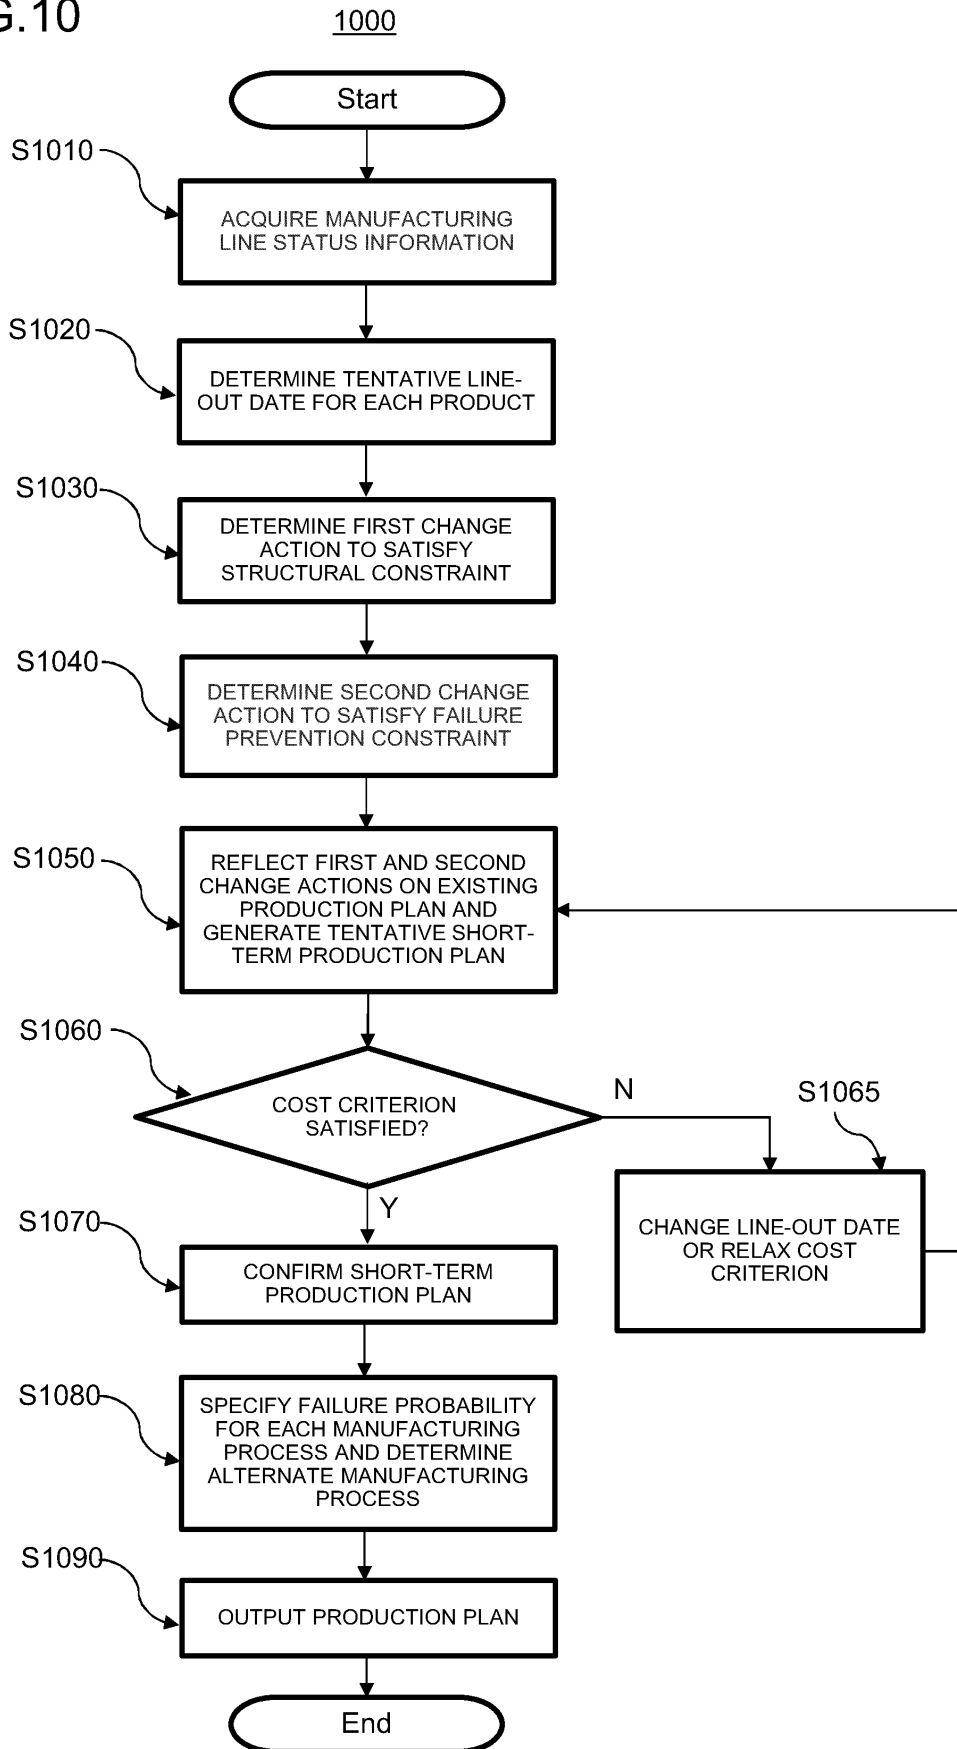 G.10
1000
Start
S1010
ACQUIRE MANUFACTURING
LINE STATUS INFORMATION
S1020
DETERMINE TENTATIVE LINE-
OUT DATE FOR EACH PRODUCT
S1030
DETERMINE FIRST CHANGE
ACTION TO SATISFY
STRUCTURAL CONSTRAINT
S1040
DETERMINE SECOND CHANGE
ACTION TO SATISFY FAILURE
PREVENTION CONSTRAINT
S1050
REFLECT FIRST AND SECOND
CHANGE ACTIONS ON EXISTING
PRODUCTION PLAN AND
GENERATE TENTATIVE SHORT-
TERM PRODUCTION PLAN
S1060
COST CRITERION
SATISFIED?
N
S1065
CHANGE LINE-OUT DATE
OR RELAX COST
CRITERION
Y
S1070
CONFIRM SHORT-TERM
PRODUCTION PLAN
S1080
SPECIFY FAILURE PROBABILITY
FOR EACH MANUFACTURING
PROCESS AND DETERMINE
ALTERNATE MANUFACTURING
PROCESS
S1090
OUTPUT PRODUCTION PLAN
End